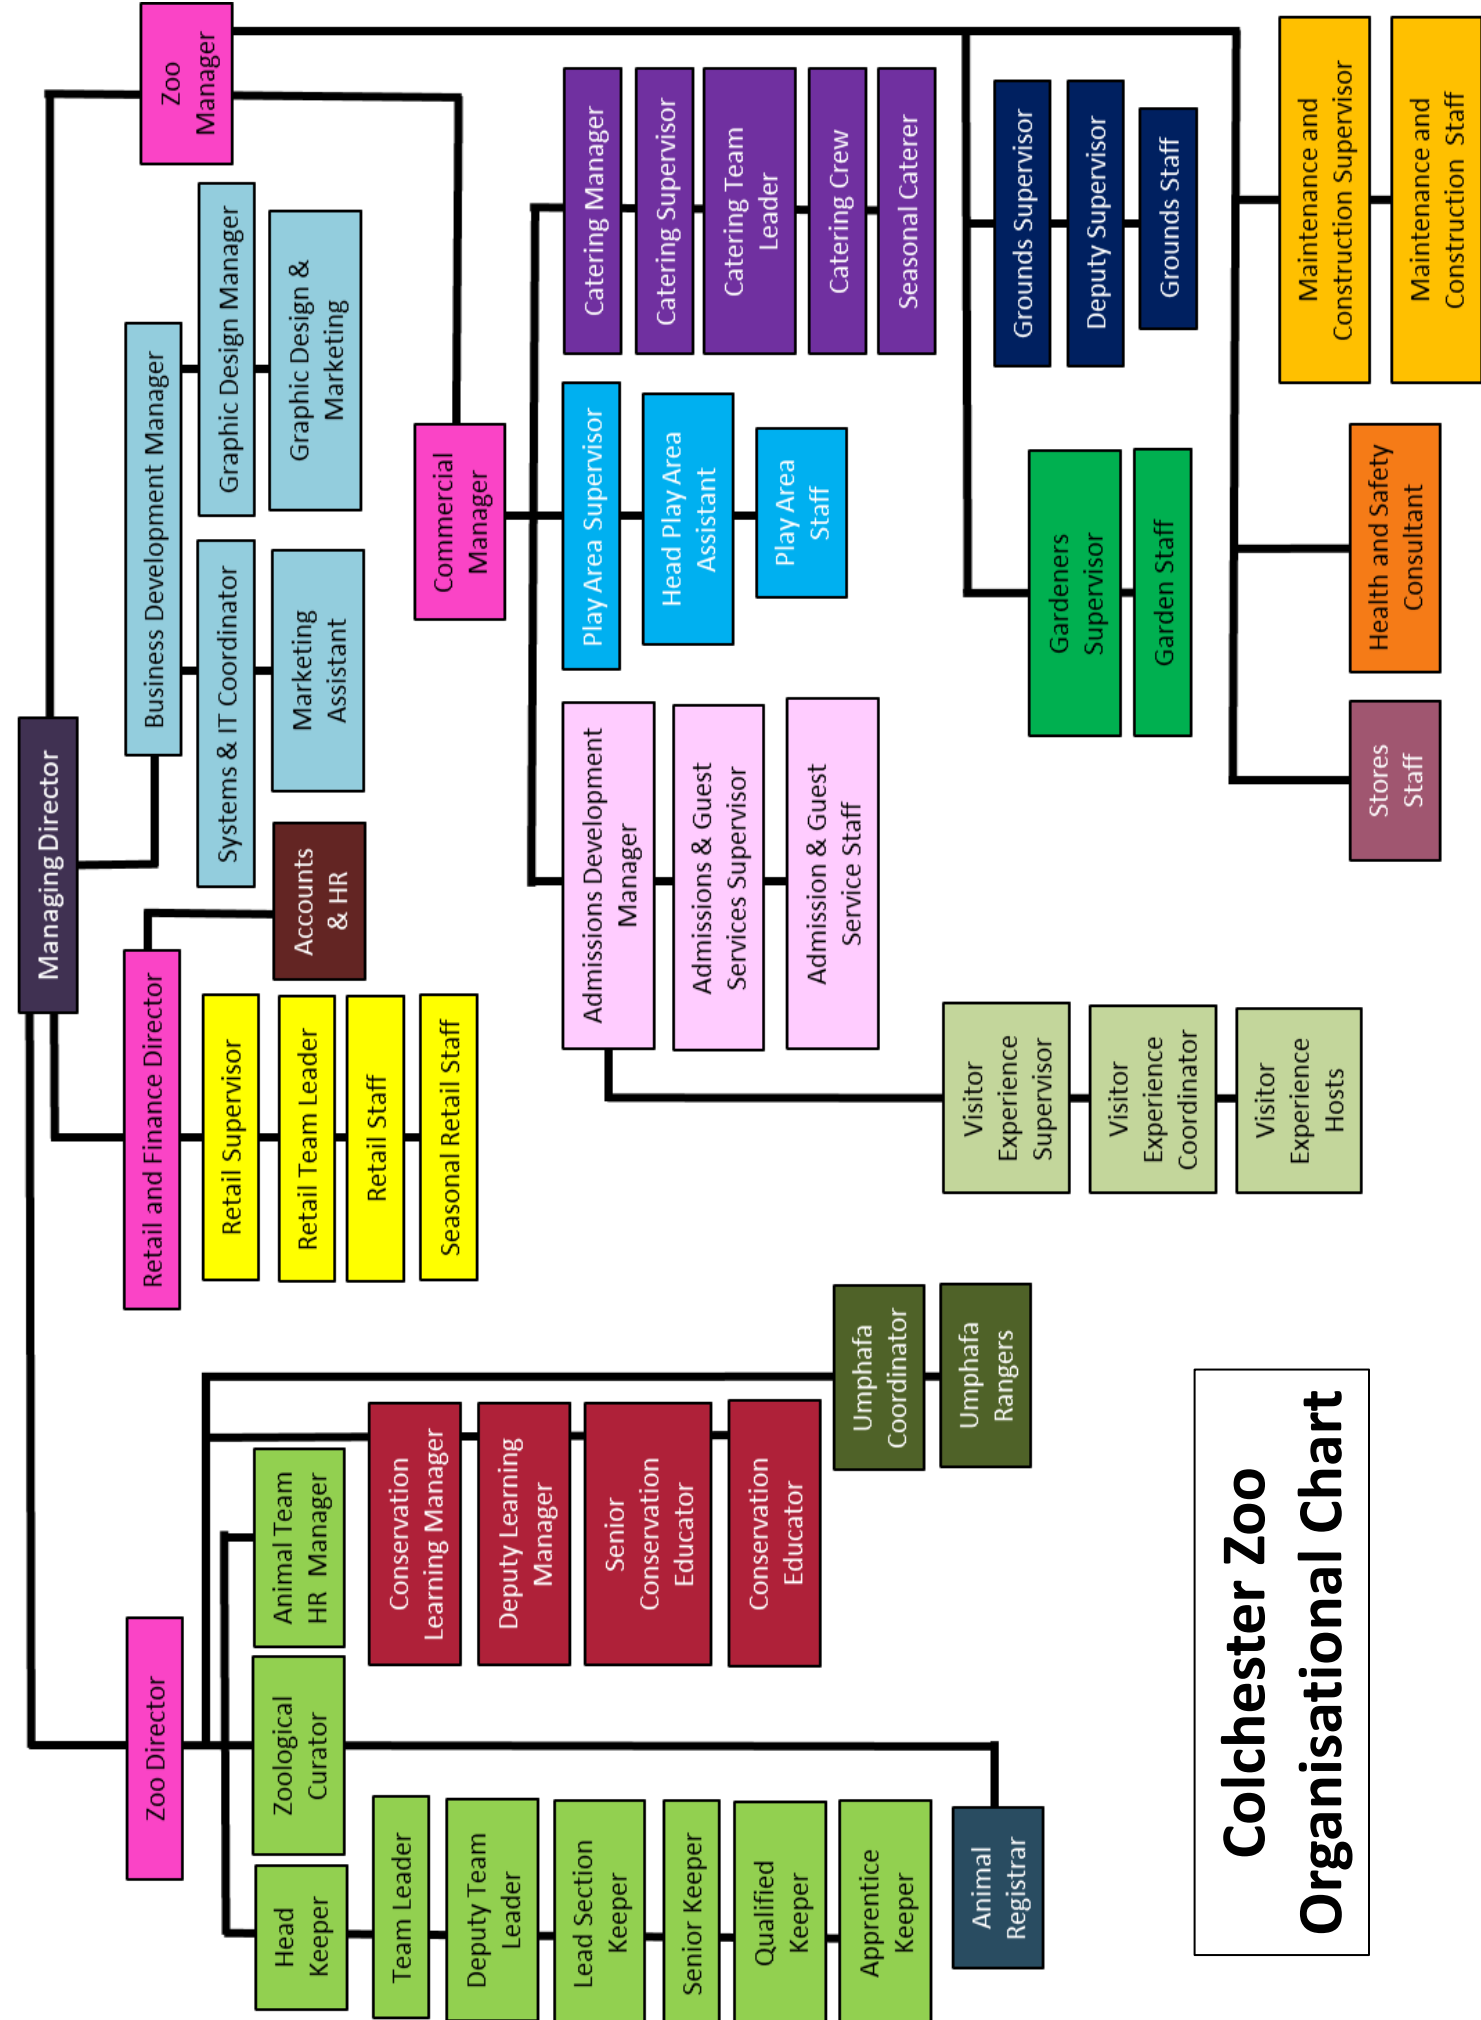 Managing Director
Zoo Director
Retail and Finance Director
Business Development Manager
Zoo
Manager
Head
Keeper
Zoological
Curator
Animal Team
HR Manager
Team Leader
Deputy Team
Leader
Lead Section
Keeper
Senior Keeper
Qualified
Keeper
Apprentice
Keeper
Animal
Registrar
Conservation
Learning Manager
Deputy Learning
Manager
Senior
Conservation
Educator
Conservation
Educator
Umphafa
Coordinator
Umphafa
Rangers
Retail Supervisor
Retail Team Leader
Retail Staff
Seasonal Retail Staff
Accounts
& HR
Systems & IT Coordinator
Marketing
Assistant
Graphic Design Manager
Graphic Design &
Marketing
Commercial
Manager
Admissions Development
Manager
Admissions & Guest
Services Supervisor
Admission & Guest
Service Staff
Visitor
Experience
Supervisor
Visitor
Experience
Coordinator
Visitor
Experience
Hosts
Play Area Supervisor
Head Play Area
Assistant
Play Area
Staff
Catering Manager
Catering Supervisor
Catering Team
Leader
Catering Crew
Seasonal Caterer
Gardeners
Supervisor
Garden Staff
Grounds Supervisor
Deputy Supervisor
Grounds Staff
Stores
Staff
Health and Safety
Consultant
Maintenance and
Construction Supervisor
Maintenance and
Construction Staff
Colchester Zoo
Organisational Chart